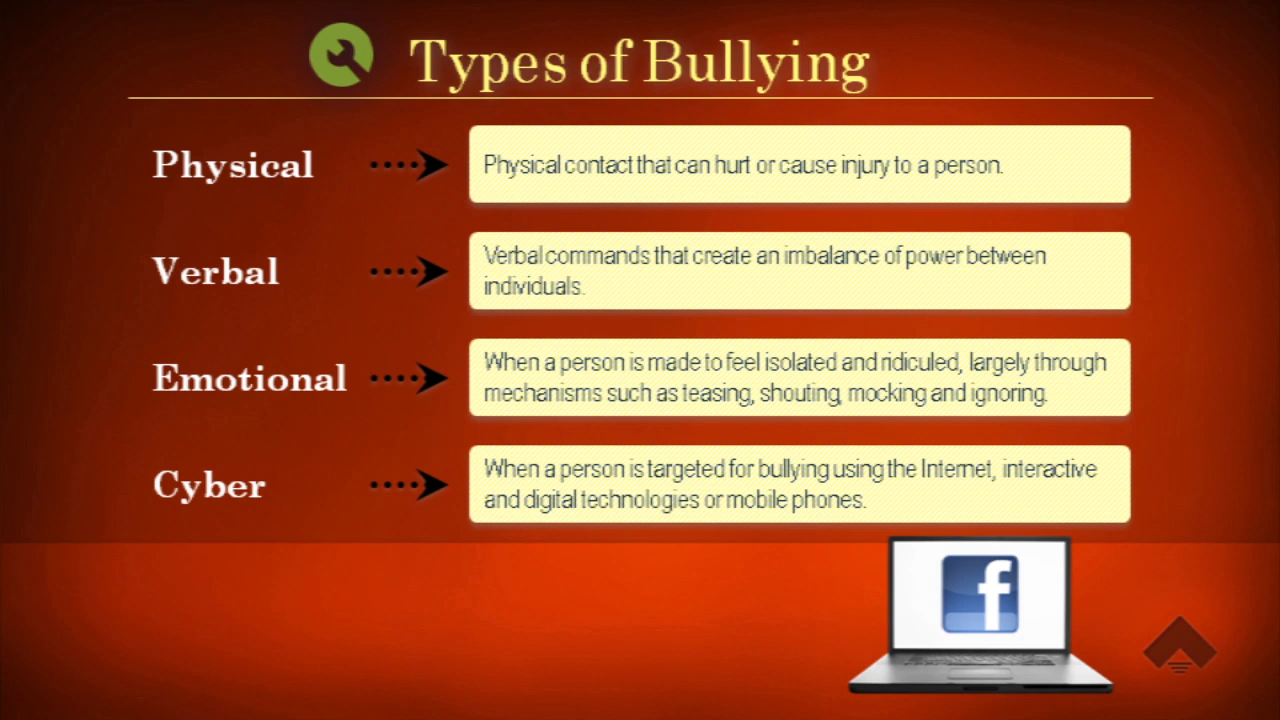 Types of Bullying
Physical
Physical contact that can hurt or cause injury to a person.
Verbal
Verbal commands that create an imbalance of power between
individuals.
Emotional
When a person is made to feel isolated and ridiculed, largely through
mechanisms such as teasing, shouting, mocking and ignoring.
Cyber
When a person is targeted for bullying using the Internet, interactive
and digital technologies or mobile phones.
f